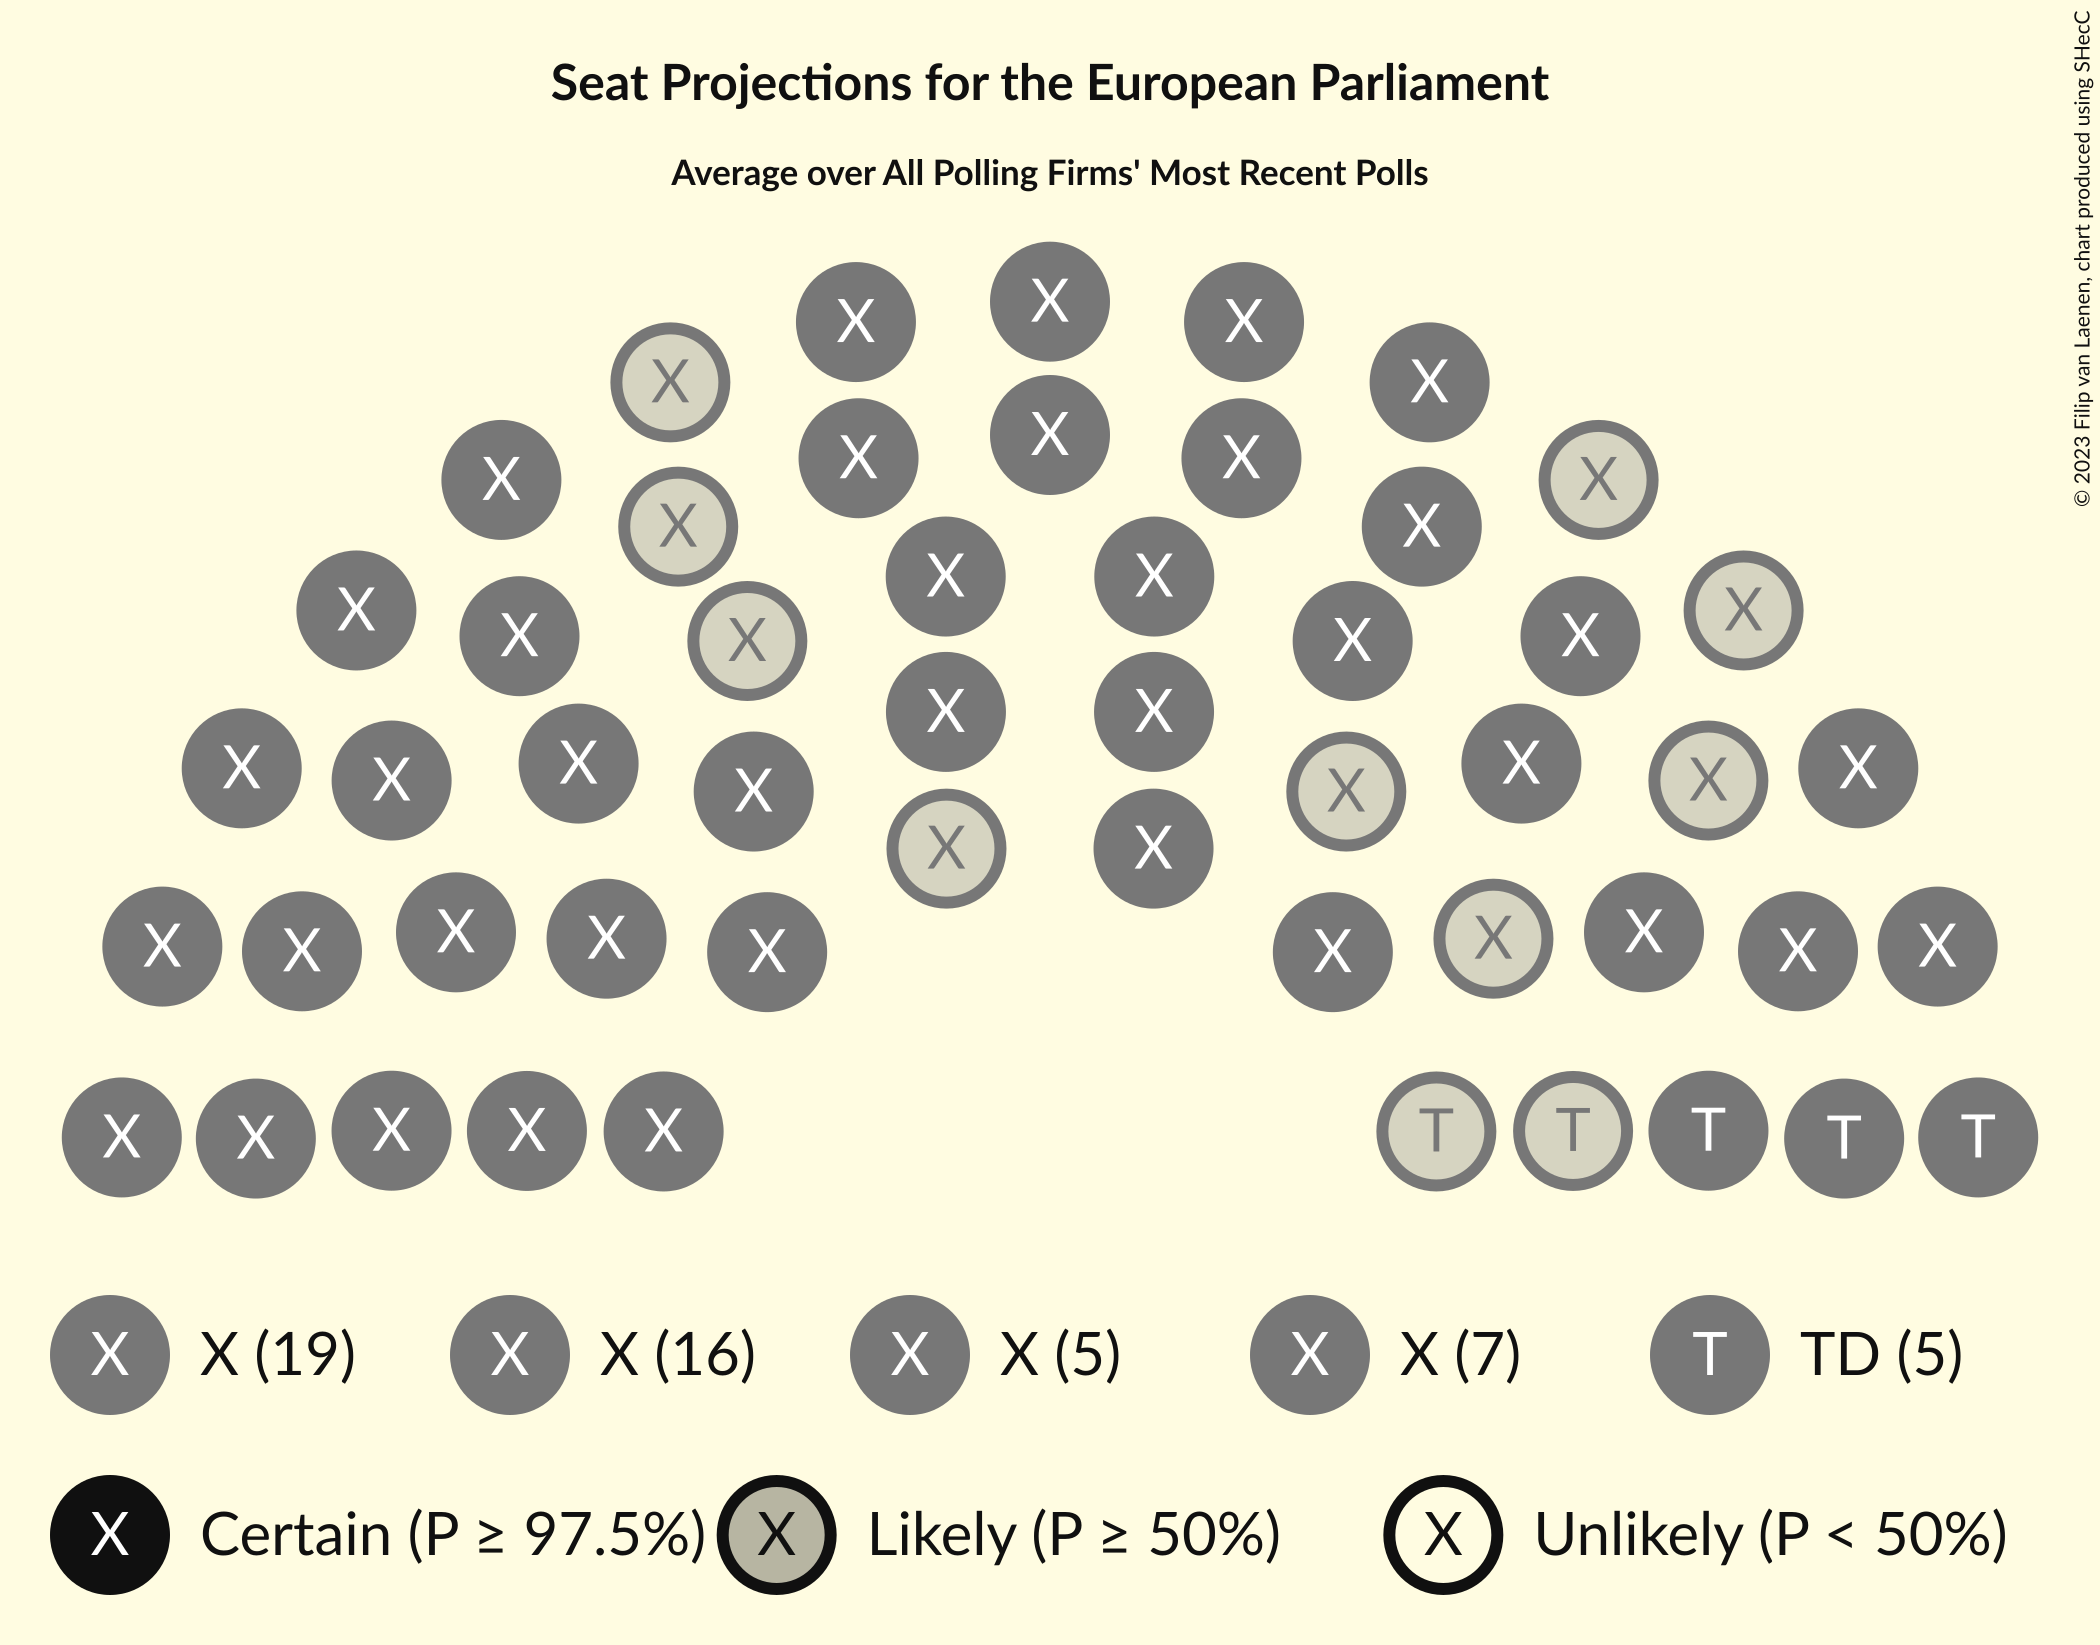 Seat Projections for the European Parliament
Average over All Polling Firms' Most Recent Polls
© 2023 Filip van Laenen, chart produced using SHecC
X X X
X X
X X X
X X
X X X X
X X
X X
X X X X
X X
X X X X
X X X X
X X
X X X X
X X
X X X X
X X
X X X X
X X X X X T T T T T
X X (19) X X (16) X X (5) X X (7) T TD (5)
X Certain (P ≥ 97.5%) X Likely (P ≥ 50%) X Unlikely (P < 50%)